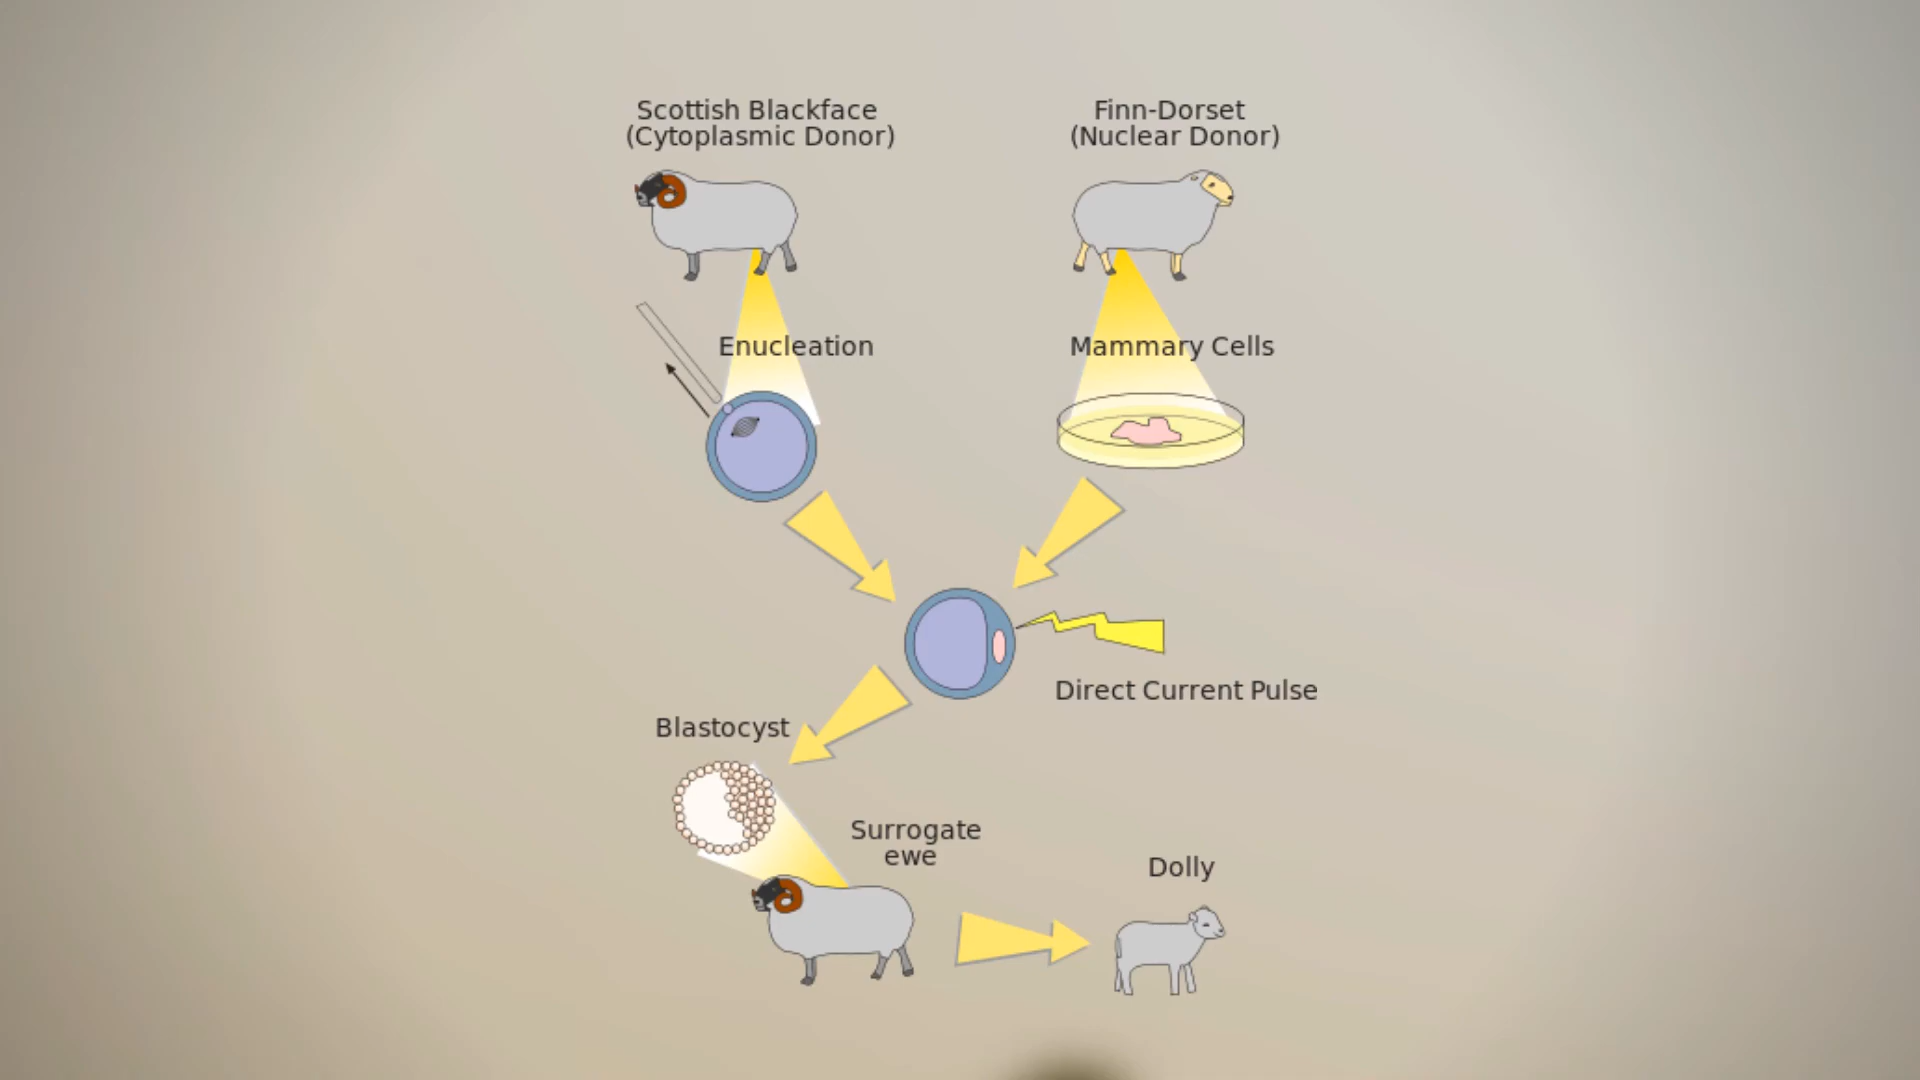 Scottish Blackface
(Cytoplasmic Donor)
Finn-Dorset
(Nuclear Donor)
Enucleation
Mammary Cells
Direct Current Pulse
Blastocyst
Surrogate
ewe
Dolly